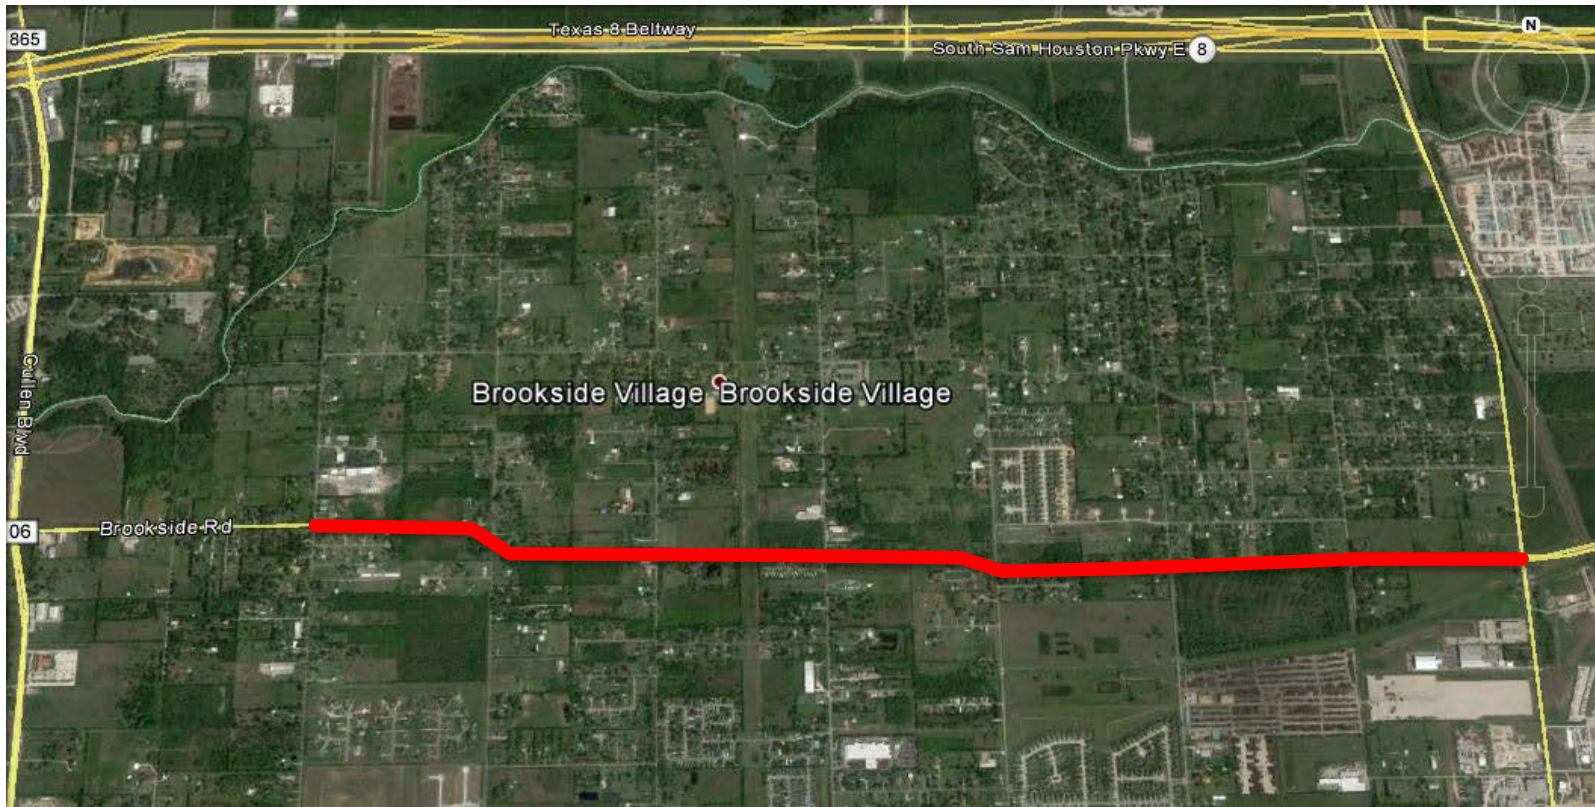 Texas 8 Beltway
N
865
South Sam Houston Pkwy E
8
Cullen Blvd
Brookside Village
Brookside Village
06
Brookside Rd